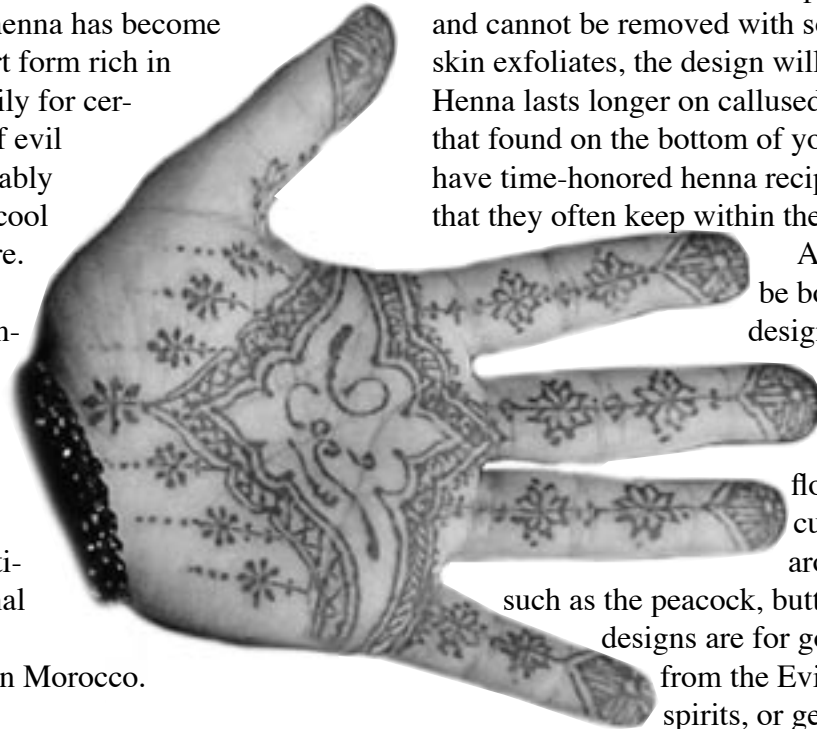 henna has become
rt form rich in
ily for cer-
f evil
ably
cool
re.
n-
ti-
nal
n Morocco.
and cannot be removed with so
skin exfoliates, the design will
Henna lasts longer on callused
that found on the bottom of yo
have time-honored henna recip
that they often keep within the
A
be bo
design
flo
cu
aro
such as the peacock, butt
designs are for go
from the Evi
spirits, or ge